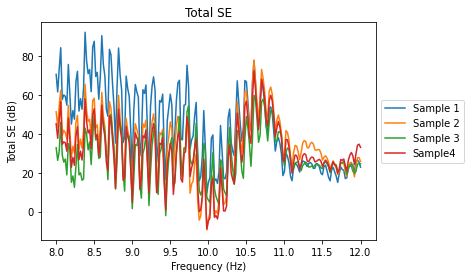 Total SE
Total SE (dB)
80
60
40
20
0
8.0 8.5 9.0 9.5 10.0 10.5 11.0 11.5 12.0
Frequency (Hz)
Sample 1
Sample 2
Sample 3
Sample4